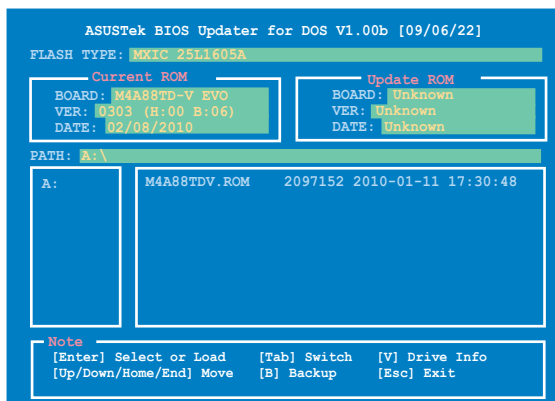 ASUSTek BIOS Updater for DOS V1.00b [09/06/22]
FLASH TYPE: MXIC 25L1605A
Current ROM
BOARD: M4A88TD-V EVO
VER: 0303 (H:00 B:06)
DATE: 02/08/2010
Update ROM
BOARD: Unknown
VER: Unknown
DATE: Unknown
PATH: A:\
A:
M4A88TDV.ROM 2097152 2010-01-11 17:30:48
Note
[Enter] Select or Load [Tab] Switch [V] Drive Info
[Up/Down/Home/End] Move [B] Backup [Esc] Exit